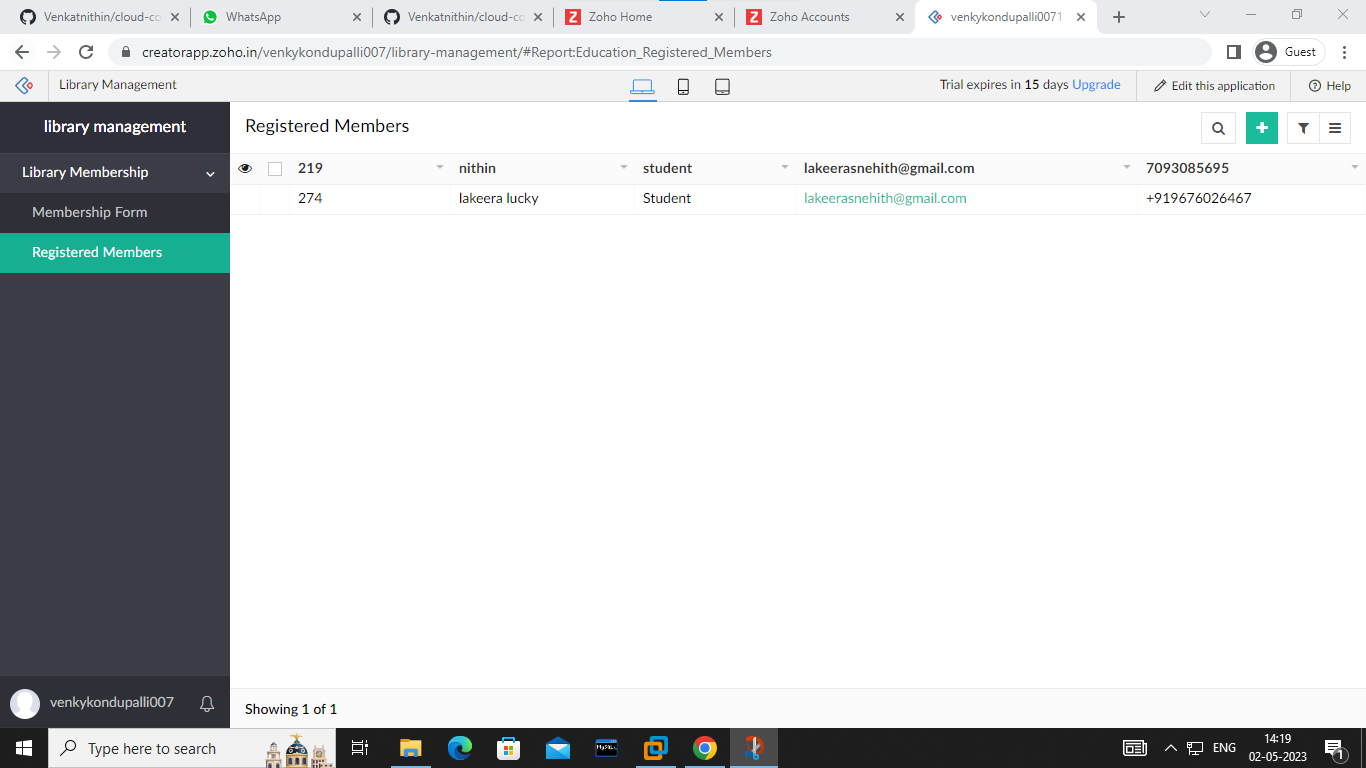 Venkatnithin/cloud-co
WhatsApp
Venkatnithin/cloud-co
Zoho Home
Zoho Accounts
venkykondupalli0071
creatorapp.zoho.in/venkykondupalli007/library-management/#Report:Education_Registered_Members
Guest
Library Management
Trial expires in 15 days Upgrade
Edit this application
Help
library management
Library Membership
Membership Form
Registered Members
Registered Members
219 nithin student lakeerasnehith@gmail.com 7093085695
274 lakeera lucky Student lakeerasnehith@gmail.com +919676026467
venkykondupalli007
Showing 1 of 1
Type here to search
MySQL
ENG
14:19
02-05-2023
1